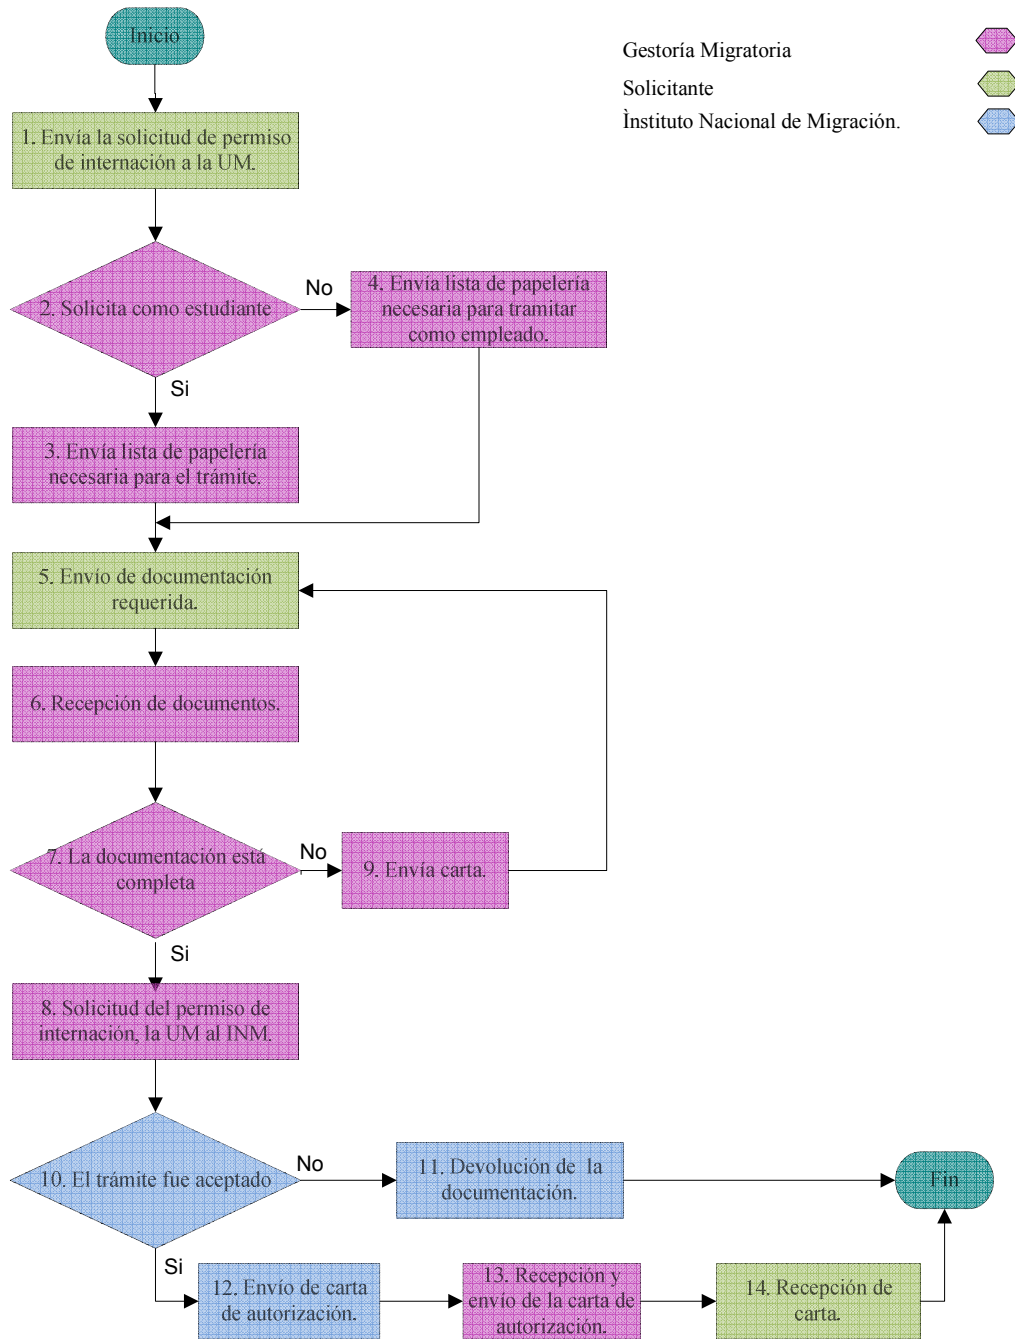 Inicio
Gestoría Migratoria
Solicitante
Ìnstituto Nacional de Migración.
1. Envía la solicitud de permiso
de internación a la UM.
2. Solicita como estudiante
No
4. Envía lista de papelería
necesaria para tramitar
como empleado.
Si
3. Envía lista de papelería
necesaria para el trámite.
5. Envío de documentación
requerida.
6. Recepción de documentos.
7. La documentación está
completa
No
9. Envía carta.
Si
8. Solicitud del permiso de
internación, la UM al INM.
10. El trámite fue aceptado
No
11. Devolución de la
documentación.
Fin
Si
12. Envío de carta
de autorización.
13. Recepción y
envío de la carta de
autorización.
14. Recepción de
carta.